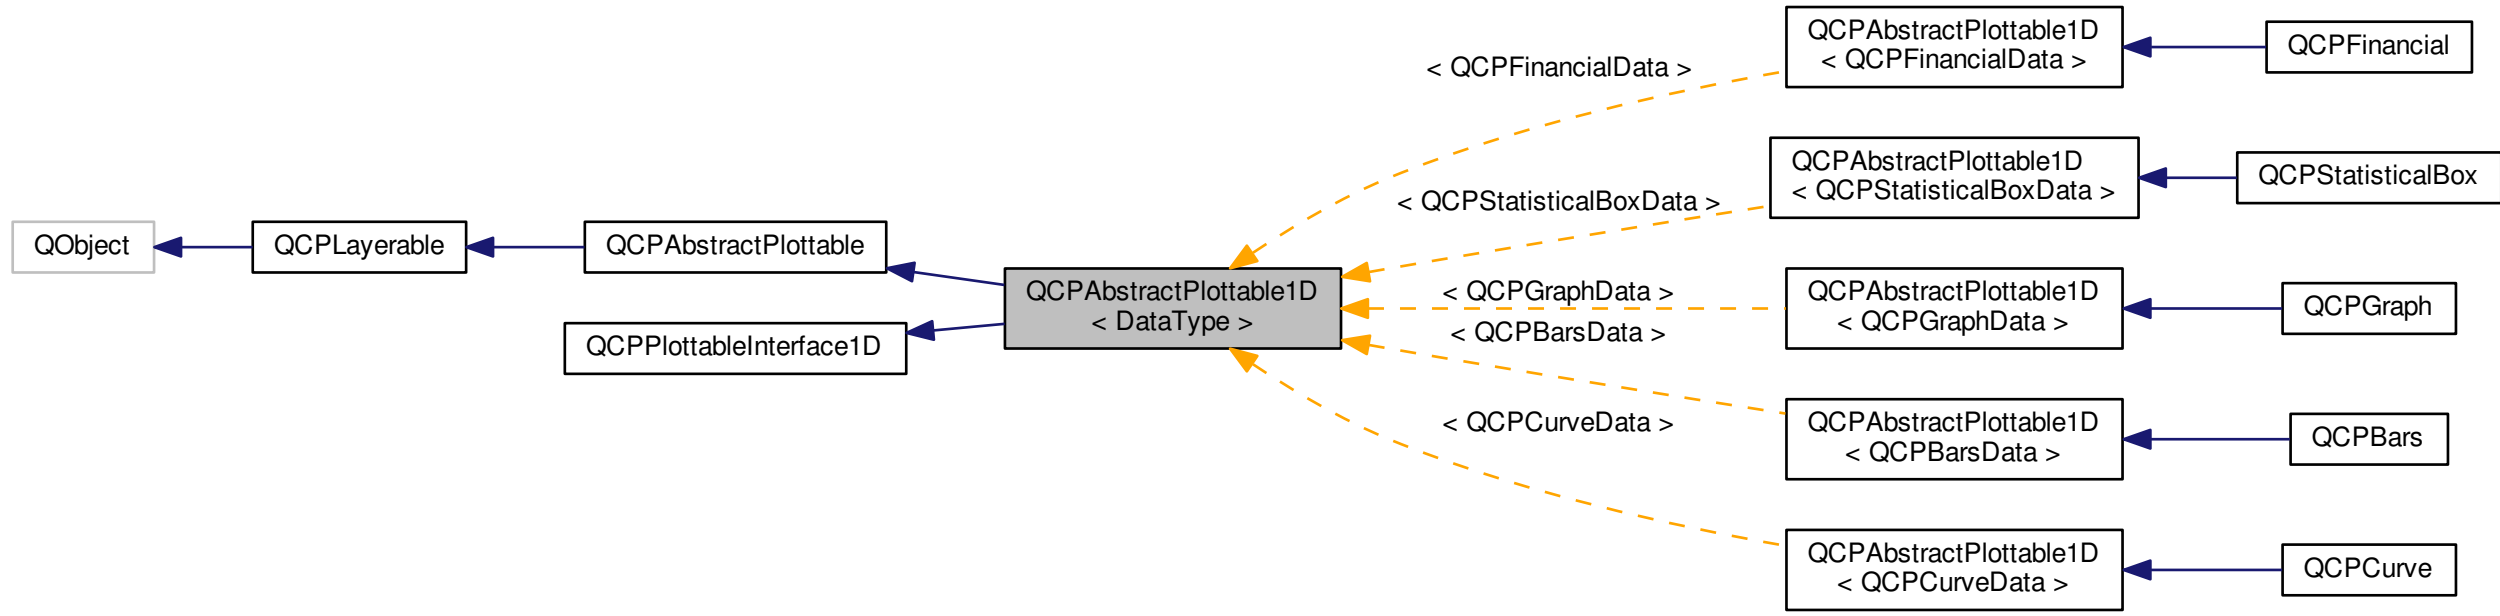 QObject
QCPLayerable
QCPAbstractPlottable
QCPPlottableInterface1D
QCPAbstractPlottable1D
< DataType >
< QCPFinancialData >
< QCPStatisticalBoxData >
< QCPGraphData >
< QCPBarsData >
< QCPCurveData >
QCPAbstractPlottable1D
< QCPFinancialData >
QCPFinancial
QCPAbstractPlottable1D
< QCPStatisticalBoxData >
QCPStatisticalBox
QCPAbstractPlottable1D
< QCPGraphData >
QCPGraph
QCPAbstractPlottable1D
< QCPBarsData >
QCPBars
QCPAbstractPlottable1D
< QCPCurveData >
QCPCurve